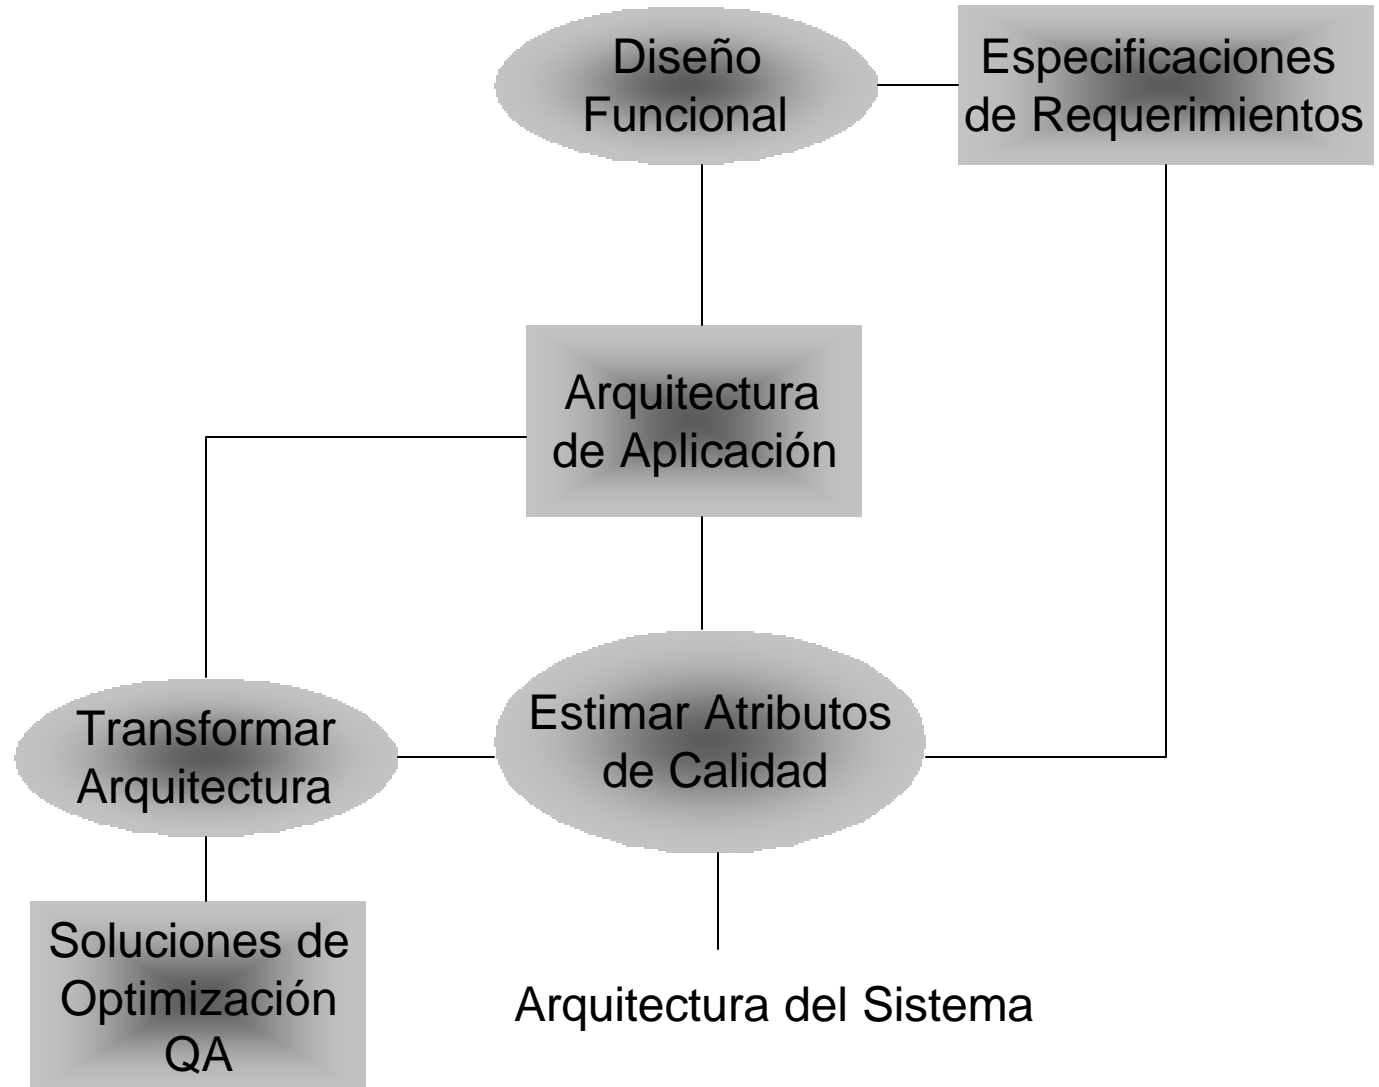 Diseño
Funcional
Especificaciones
de Requerimientos
Arquitectura
de Aplicación
Estimar Atributos
de Calidad
Transformar
Arquitectura
Soluciones de
Optimización
QA
Arquitectura del Sistema